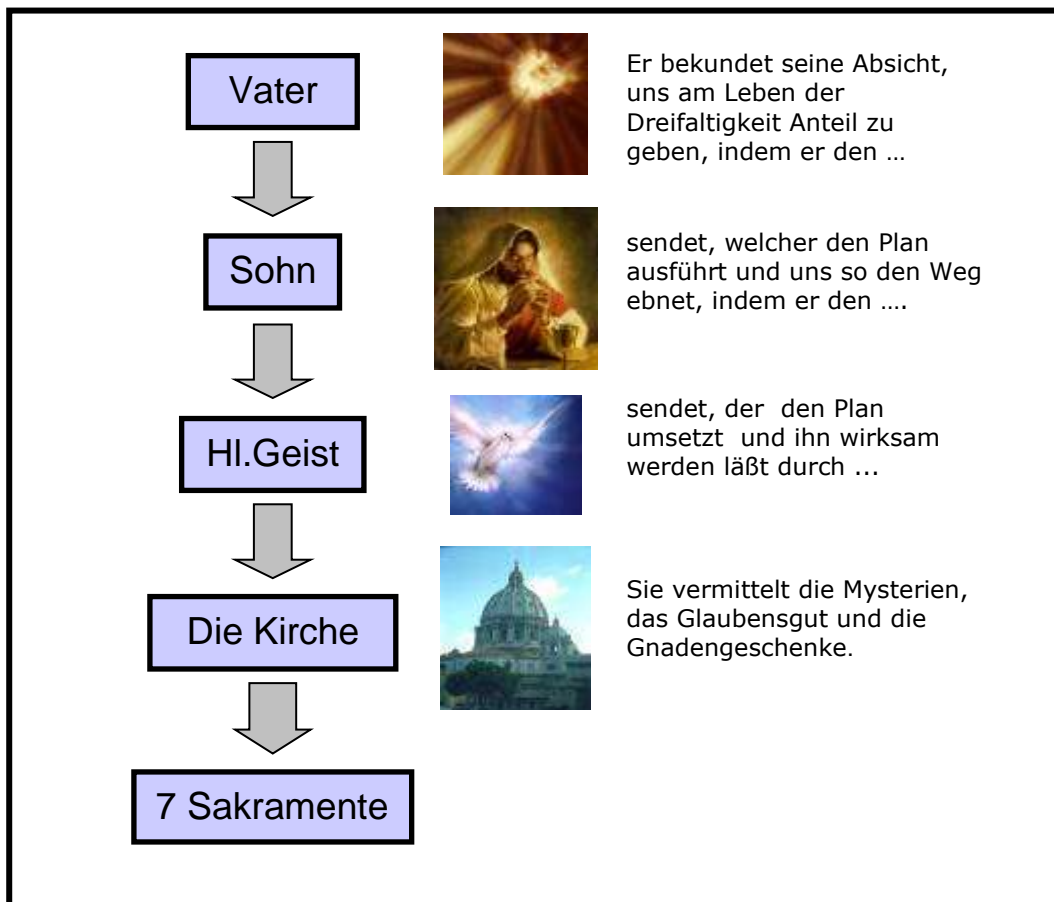 Vater
Er bekundet seine Absicht,
uns am Leben der
Dreifaltigkeit Anteil zu
geben, indem er den …
Sohn
sendet, welcher den Plan
ausführt und uns so den Weg
ebnet, indem er den ….
Hl.Geist
sendet, der  den Plan
umsetzt  und ihn wirksam
werden läßt durch …
Die Kirche
Sie vermittelt die Mysterien,
das Glaubensgut und die
Gnadengeschenke.
7 Sakramente